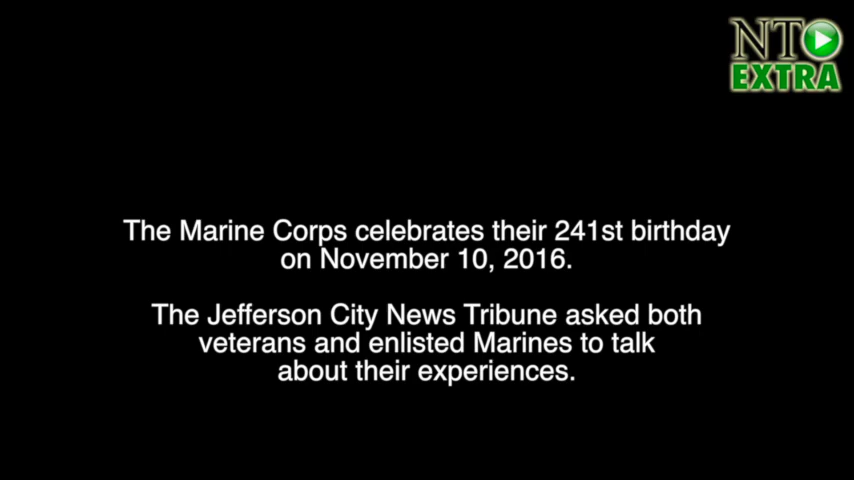 NT
EXTRA
The Marine Corps celebrates their 241st birthday
on November 10, 2016.
The Jefferson City News Tribune asked both
veterans and enlisted Marines to talk
about their experiences.